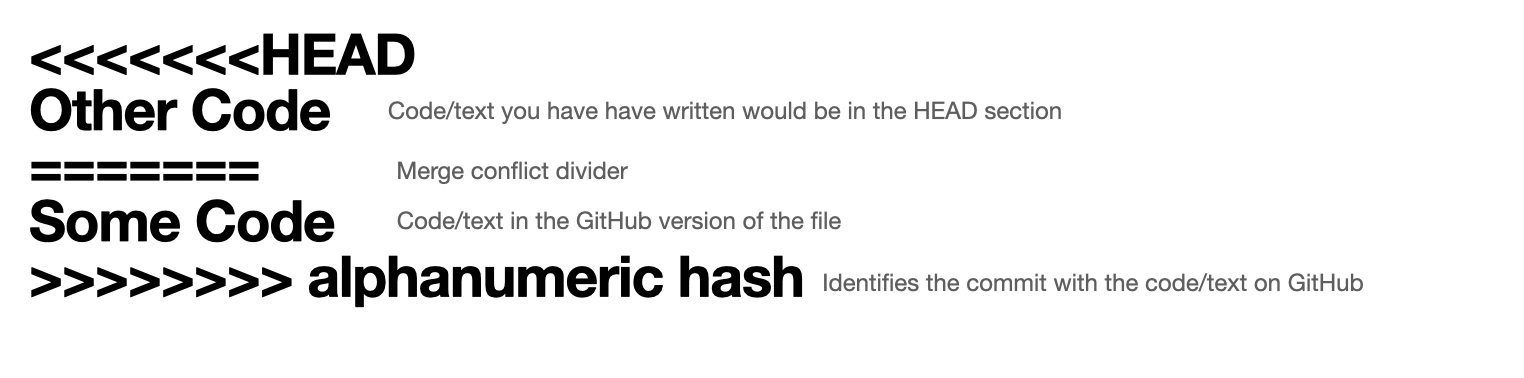 <<<<<<<HEAD
Other Code Code/text you have have written would be in the HEAD section
======= Merge conflict divider
Some Code Code/text in the GitHub version of the file
>>>>>>>> alphanumeric hash Identifies the commit with the code/text on GitHub